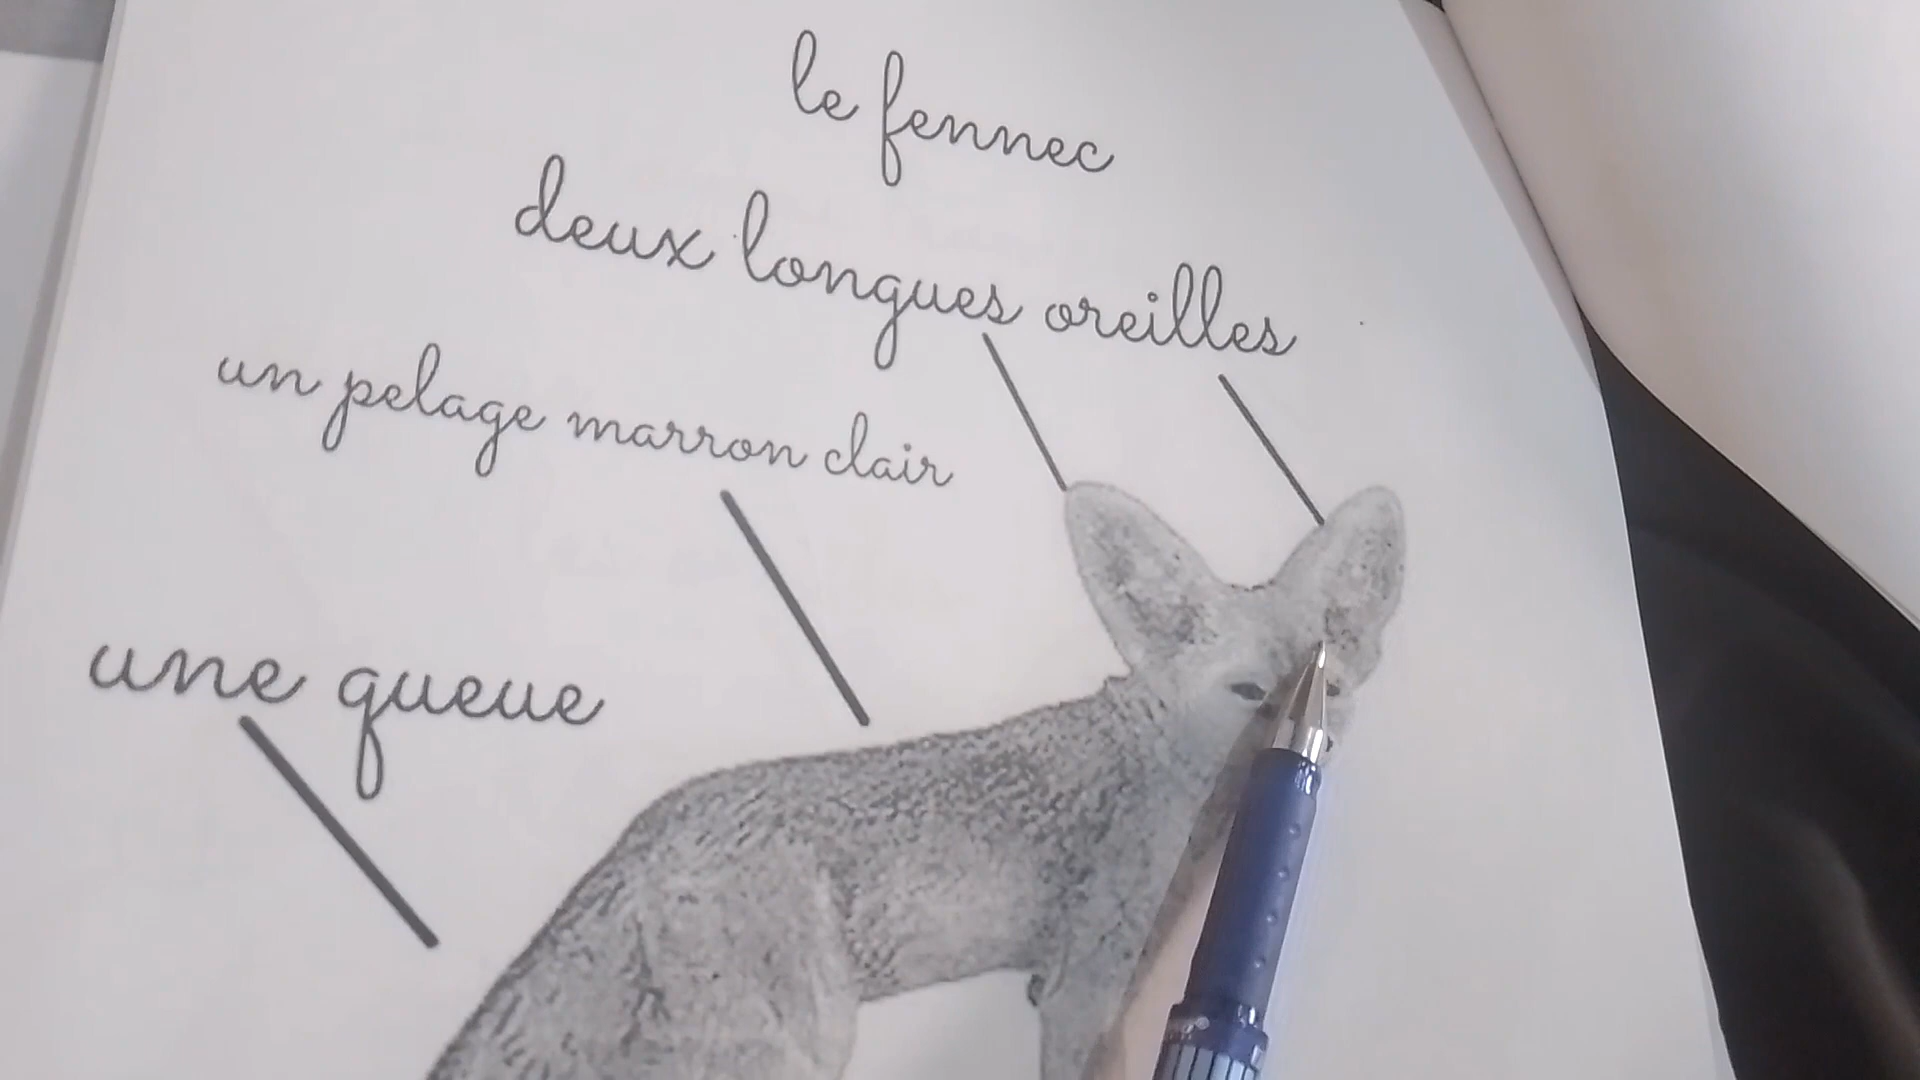 le fennec
deux longues oreilles
un pelage marron clair
une queue